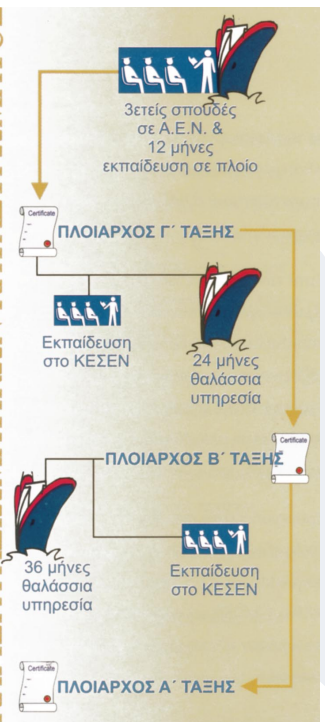 3ετείς σπουδές
σε Α.Ε.Ν. &
12 μήνες
εκπαίδευση σε πλοίο
Certificate
ΠΛΟΙΑΡΧΟΣ Γ΄ ΤΑΞΗΣ
Εκπαίδευση
στο ΚΕΣΕΝ
24 μήνες
θαλάσσια
υπηρεσία
Certificate
ΠΛΟΙΑΡΧΟΣ Β΄ ΤΑΞΗΣ
36 μήνες
θαλάσσια
υπηρεσία
Εκπαίδευση
στο ΚΕΣΕΝ
Certificate
ΠΛΟΙΑΡΧΟΣ Α΄ ΤΑΞΗΣ